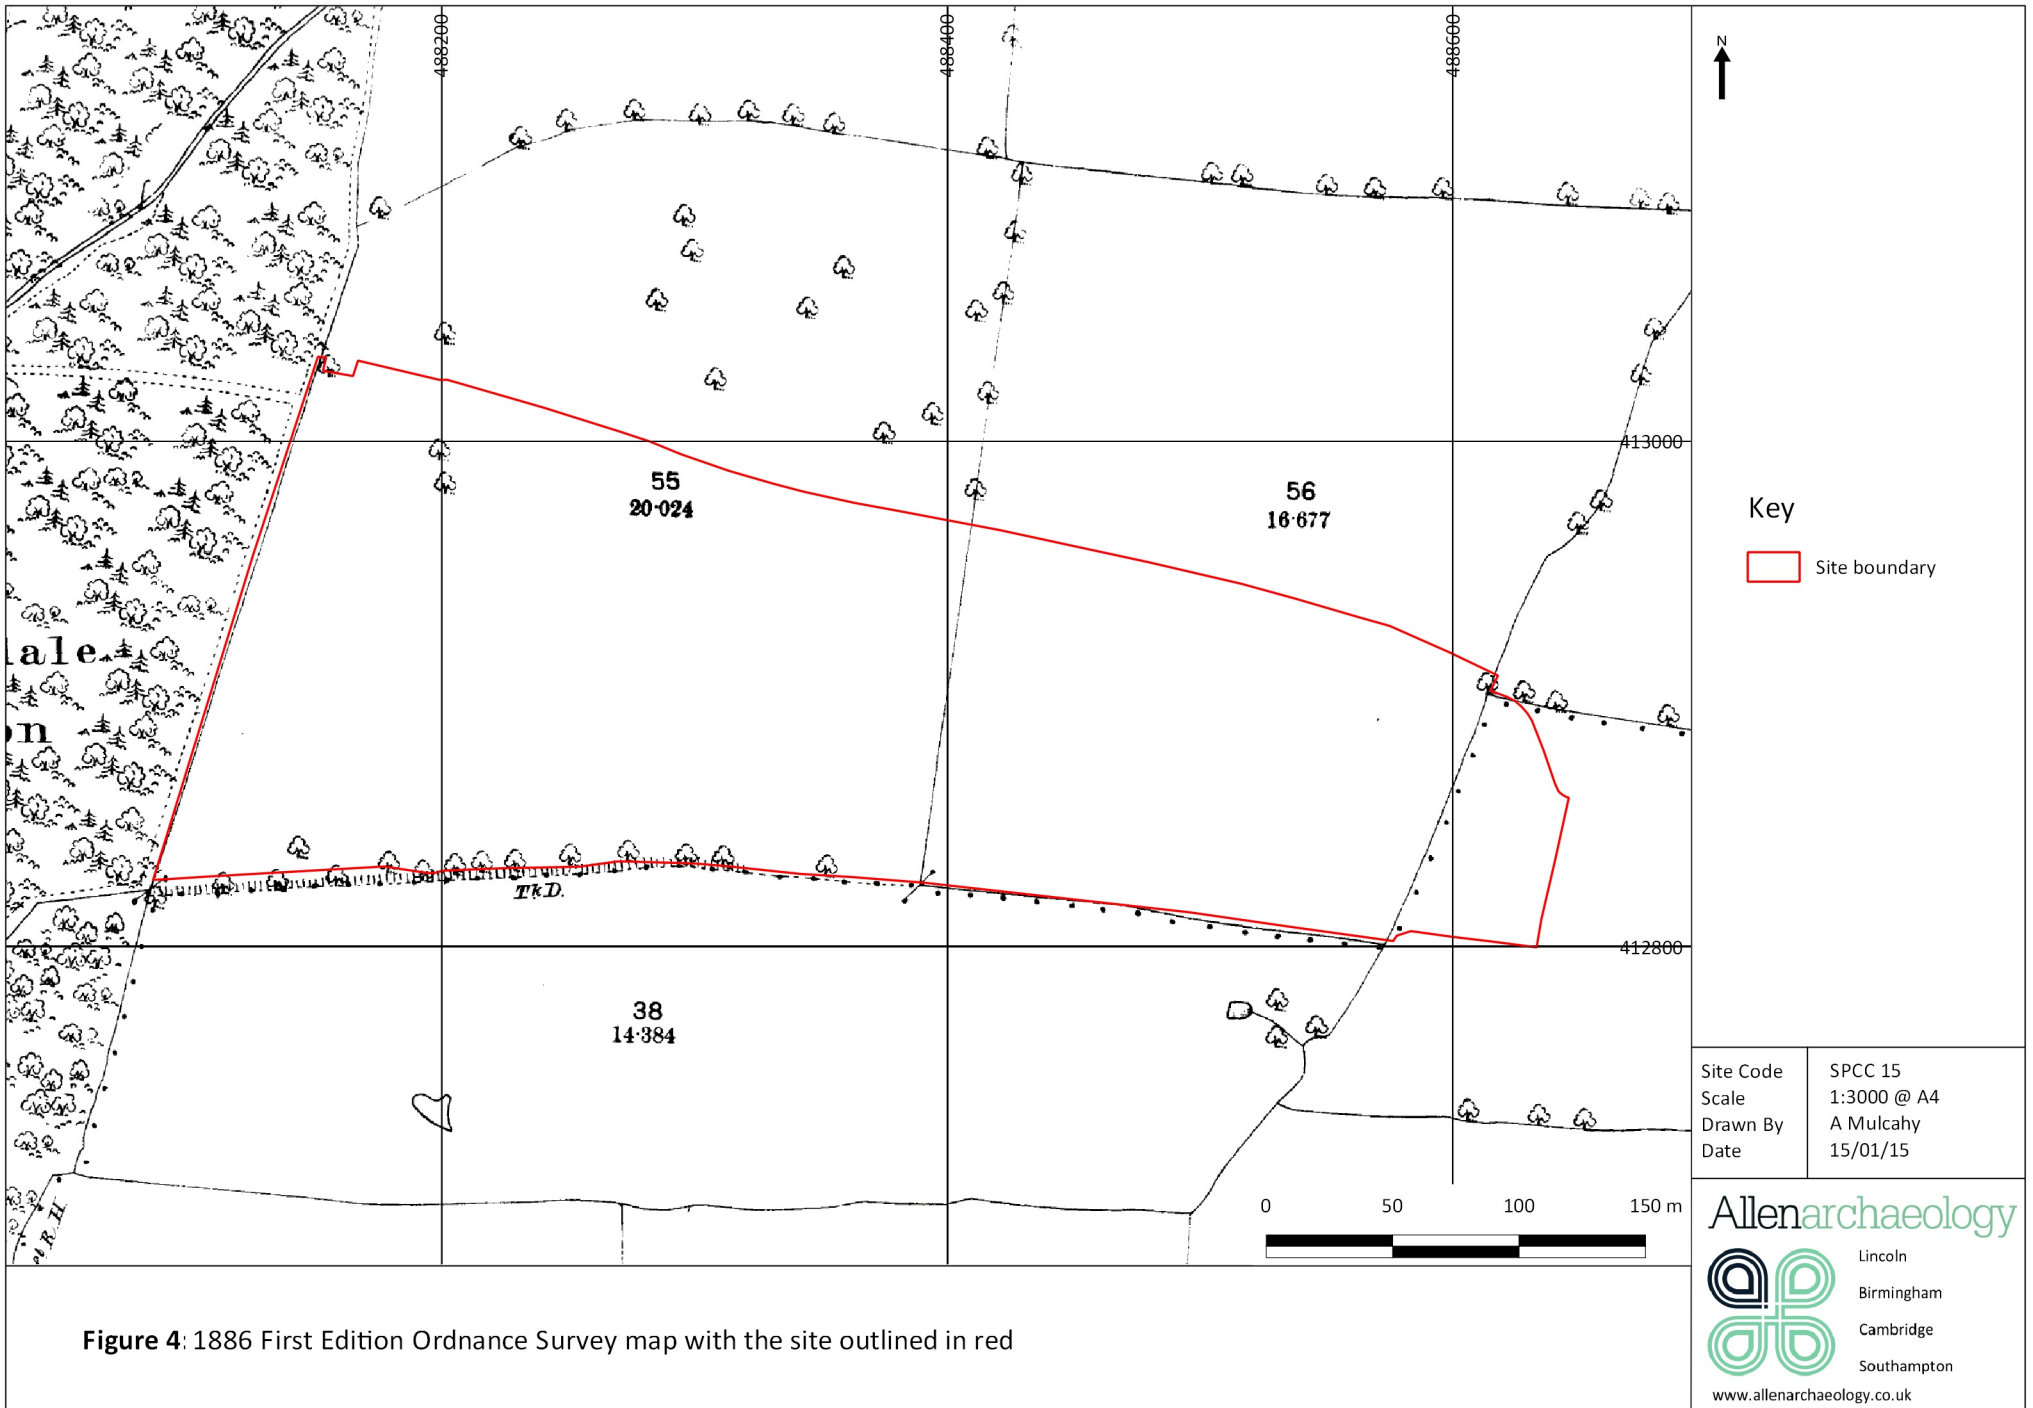 488200
488400
488600
N
413000
55
20·024
56
16·677
Key
Site boundary
ale
on
T.k D.
412800
38
14·384
Site Code SPCC 15
Scale 1:3000 @ A4
Drawn By A Mulcahy
Date 15/01/15
0 50 100 150 m
R.H
Allenarchaeology
Lincoln
Birmingham
Cambridge
Southampton
www.allenarchaeology.co.uk
Figure 4: 1886 First Edition Ordnance Survey map with the site outlined in red